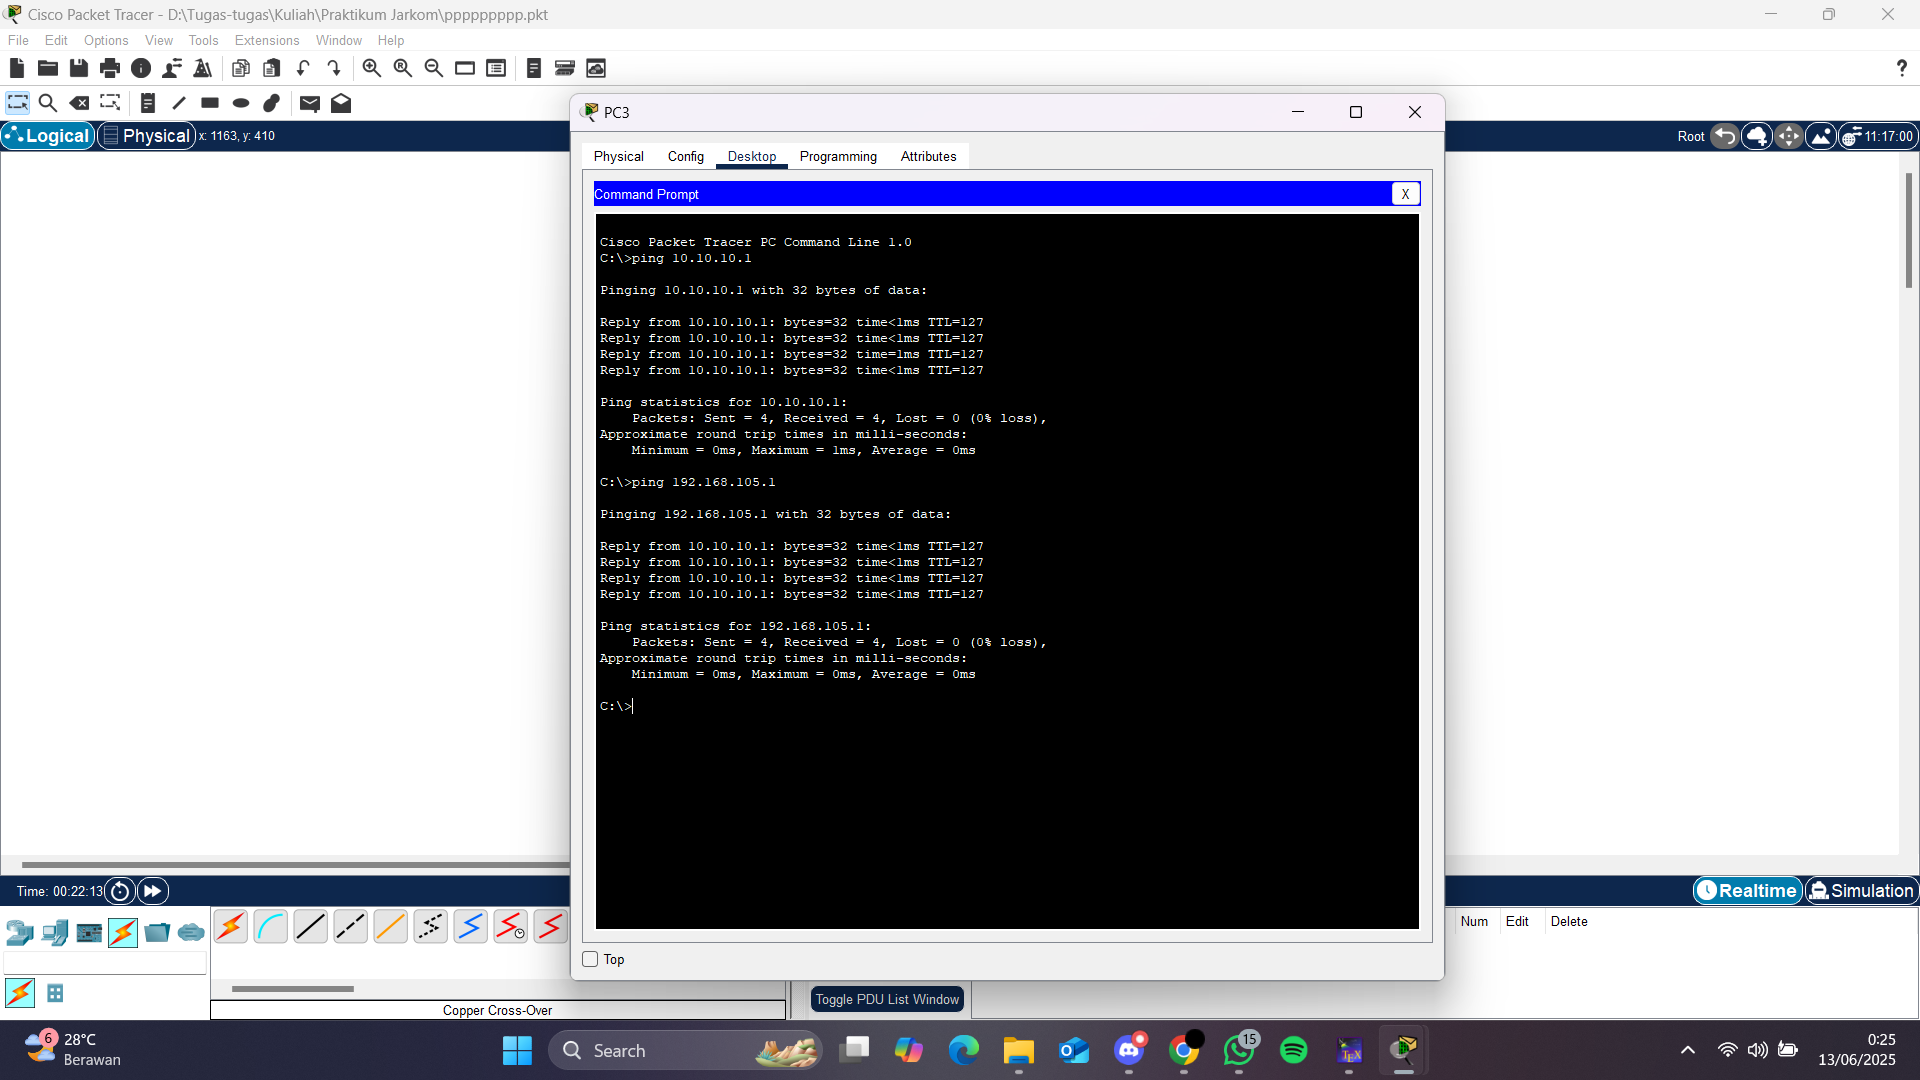 Cisco Packet Tracer - D:\Tugas-tugas\Kuliah\Praktikum Jarkom\ppppppppp.pkt
File Edit Options View Tools Extensions Window Help
?
Logical Physical x: 1163, y: 410
Root 11:17:00
PC3
Physical Config Desktop Programming Attributes
Command Prompt
X
Cisco Packet Tracer PC Command Line 1.0
C:\>ping 10.10.10.1
Pinging 10.10.10.1 with 32 bytes of data:
Reply from 10.10.10.1: bytes=32 time<1ms TTL=127
Reply from 10.10.10.1: bytes=32 time<1ms TTL=127
Reply from 10.10.10.1: bytes=32 time=1ms TTL=127
Reply from 10.10.10.1: bytes=32 time<1ms TTL=127
Ping statistics for 10.10.10.1:
Packets: Sent = 4, Received = 4, Lost = 0 (0% loss),
Approximate round trip times in milli-seconds:
Minimum = 0ms, Maximum = 1ms, Average = 0ms
C:\>ping 192.168.105.1
Pinging 192.168.105.1 with 32 bytes of data:
Reply from 10.10.10.1: bytes=32 time<1ms TTL=127
Reply from 10.10.10.1: bytes=32 time<1ms TTL=127
Reply from 10.10.10.1: bytes=32 time<1ms TTL=127
Reply from 10.10.10.1: bytes=32 time<1ms TTL=127
Ping statistics for 192.168.105.1:
Packets: Sent = 4, Received = 4, Lost = 0 (0% loss),
Approximate round trip times in milli-seconds:
Minimum = 0ms, Maximum = 0ms, Average = 0ms
C:\>
Top
Time: 00:22:13
Realtime Simulation
Num Edit Delete
Copper Cross-Over
Toggle PDU List Window
6
28°C
Berawan
Search
15
TEX
0:25
13/06/2025